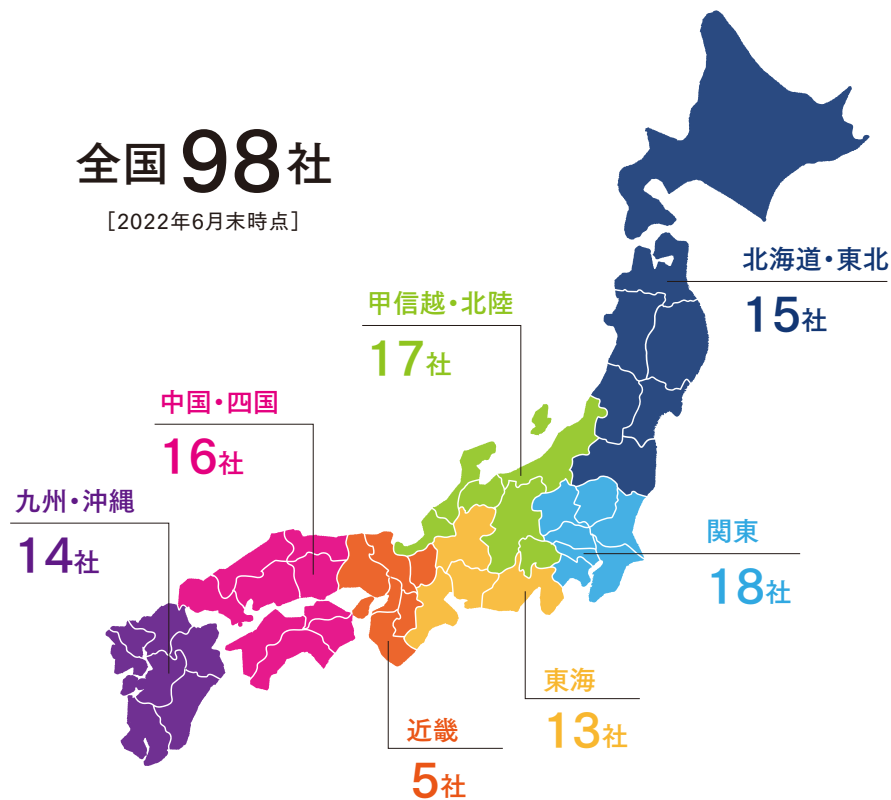 全国98社
［2022年6月末時点］
北海道・東北
15社
甲信越・北陸
17社
中国・四国
16社
九州・沖縄
14社
関東
18社
東海
13社
近畿
5社